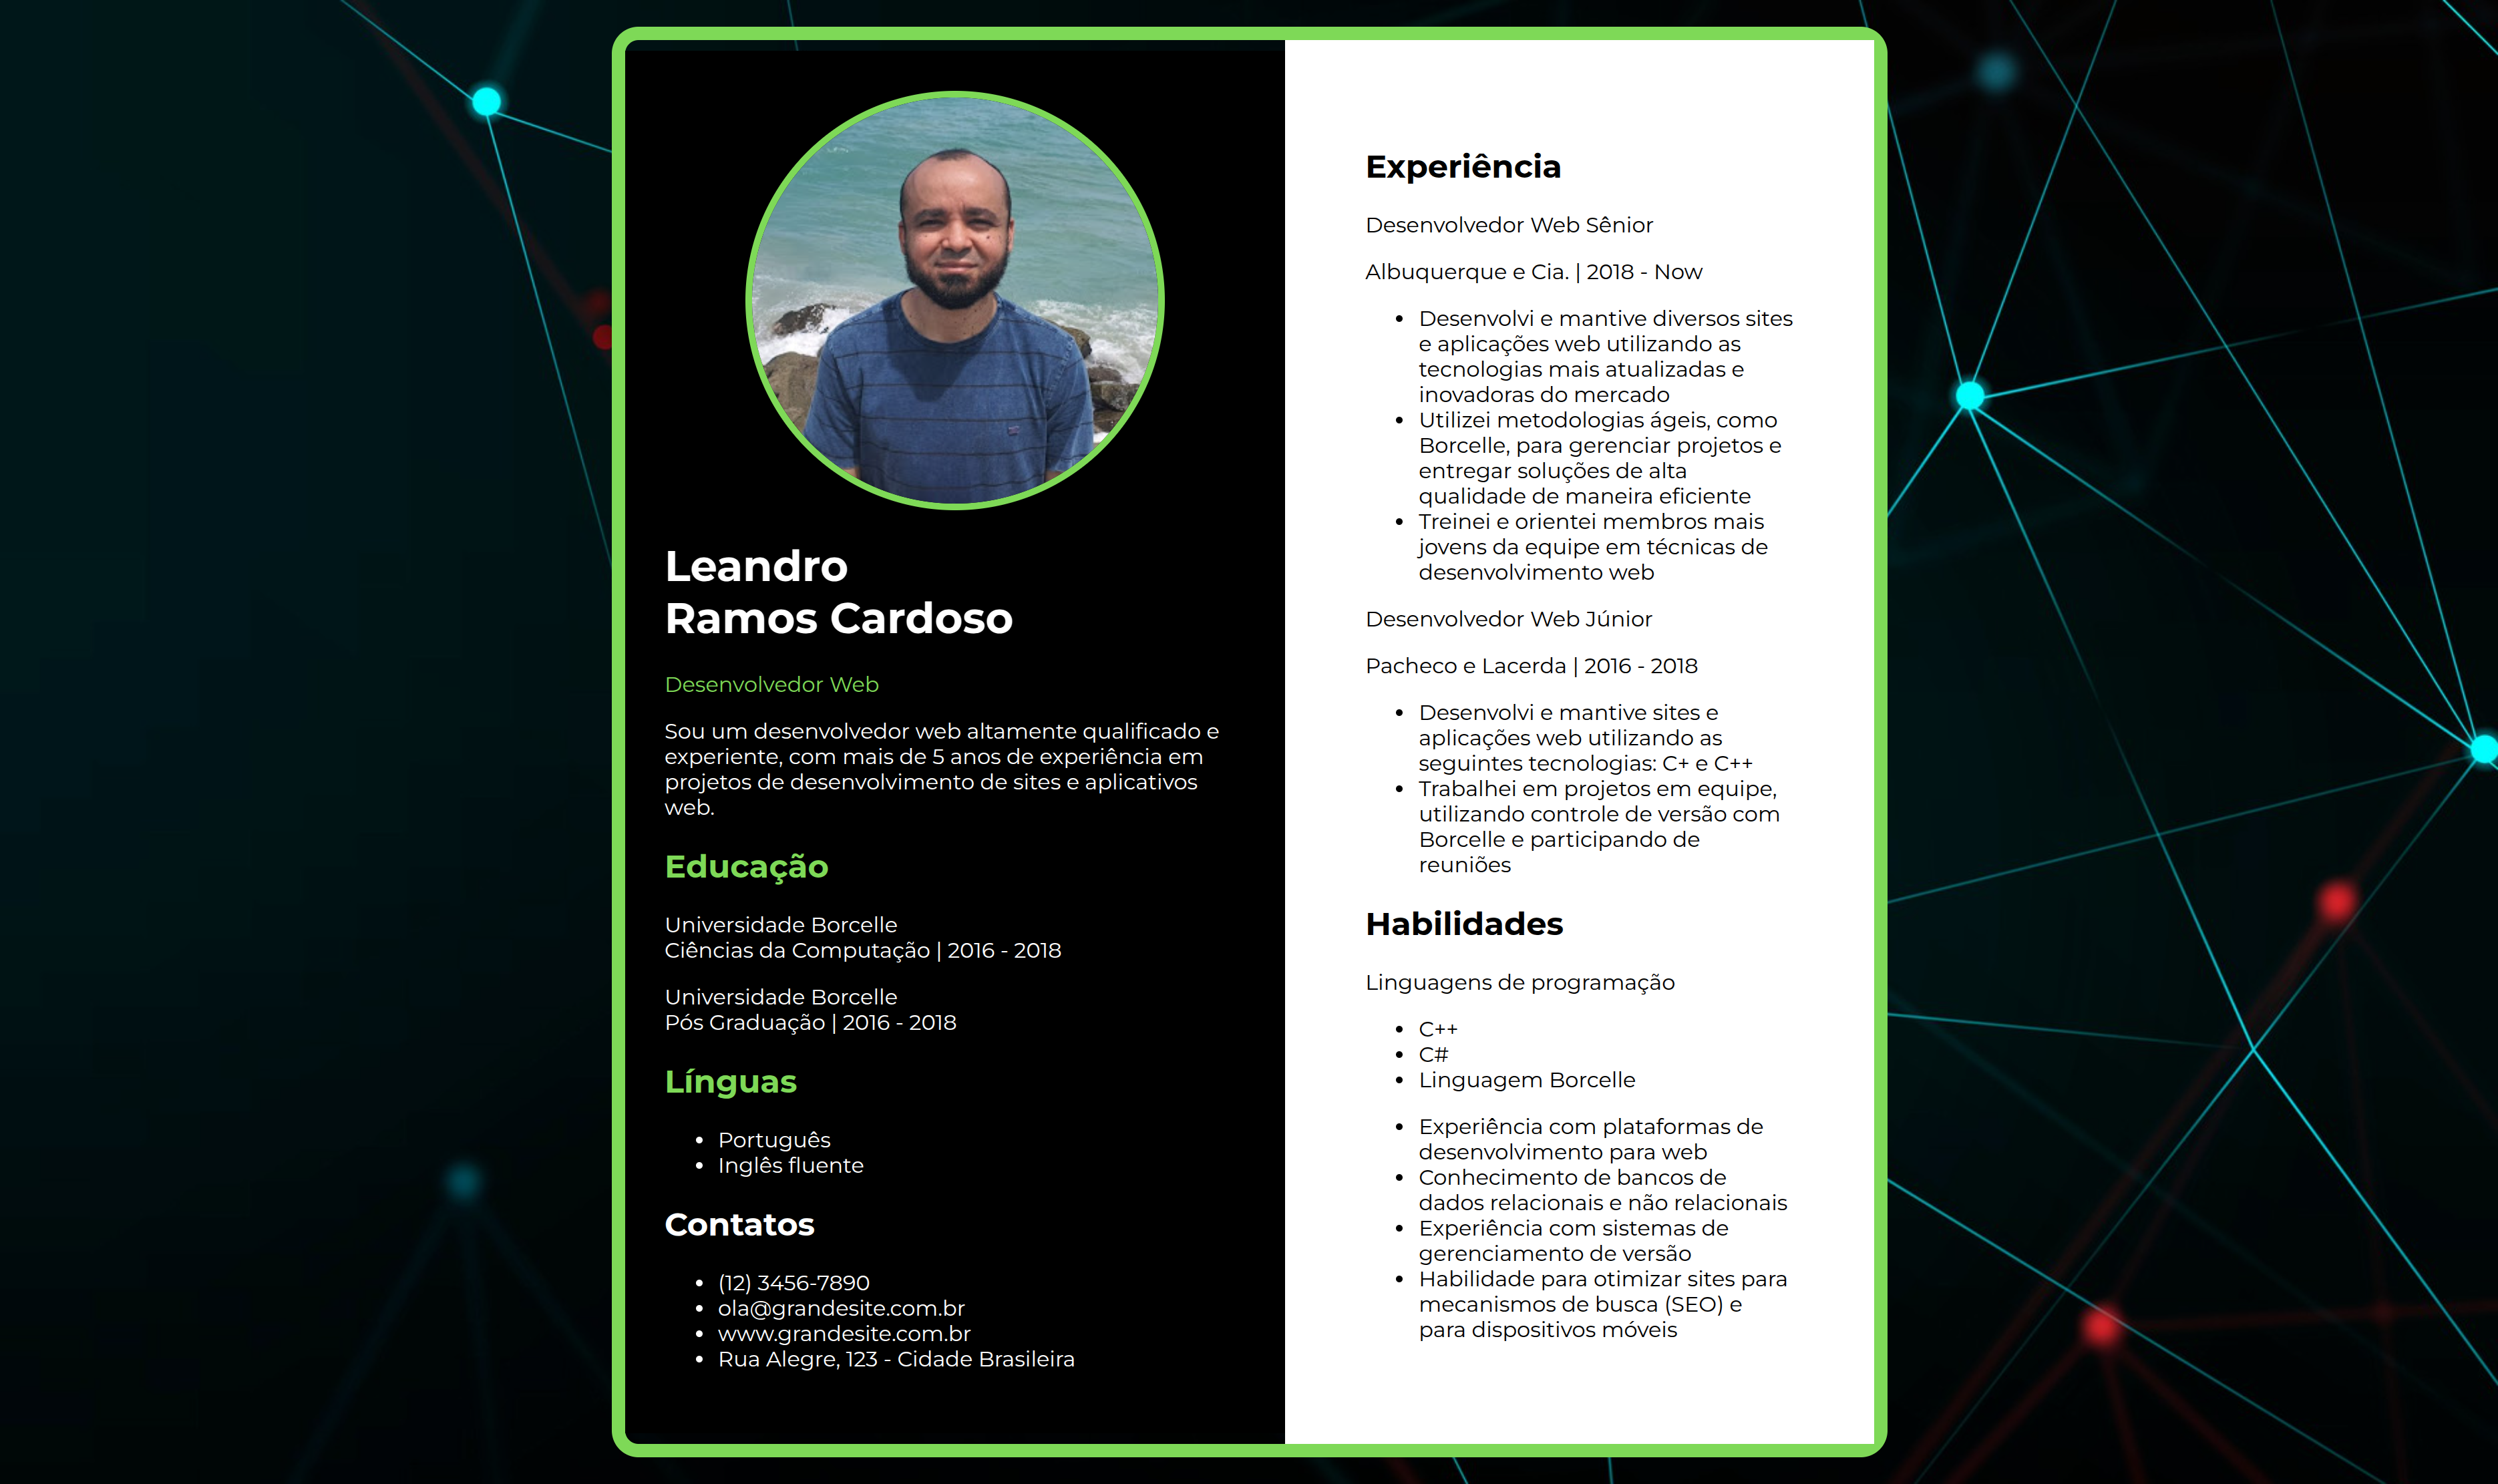 Leandro
Ramos Cardoso
Desenvolvedor Web
Sou um desenvolvedor web altamente qualificado e
experiente, com mais de 5 anos de experiência em
projetos de desenvolvimento de sites e aplicativos
web.
Educação
Universidade Borcelle
Ciências da Computação | 2016 - 2018
Universidade Borcelle
Pós Graduação | 2016 - 2018
Línguas
• Português
• Inglês fluente
Contatos
• (12) 3456-7890
• ola@grandesite.com.br
• www.grandesite.com.br
• Rua Alegre, 123 - Cidade Brasileira
Experiência
Desenvolvedor Web Sênior
Albuquerque e Cia. | 2018 - Now
• Desenvolvi e mantive diversos sites
e aplicações web utilizando as
tecnologias mais atualizadas e
inovadoras do mercado
• Utilizei metodologias ágeis, como
Borcelle, para gerenciar projetos e
entregar soluções de alta
qualidade de maneira eficiente
• Treinei e orientei membros mais
jovens da equipe em técnicas de
desenvolvimento web
Desenvolvedor Web Júnior
Pacheco e Lacerda | 2016 - 2018
• Desenvolvi e mantive sites e
aplicações web utilizando as
seguintes tecnologias: C+ e C++
• Trabalhei em projetos em equipe,
utilizando controle de versão com
Borcelle e participando de
reuniões
Habilidades
Linguagens de programação
• C++
• C#
• Linguagem Borcelle
• Experiência com plataformas de
desenvolvimento para web
• Conhecimento de bancos de
dados relacionais e não relacionais
• Experiência com sistemas de
gerenciamento de versão
• Habilidade para otimizar sites para
mecanismos de busca (SEO) e
para dispositivos móveis